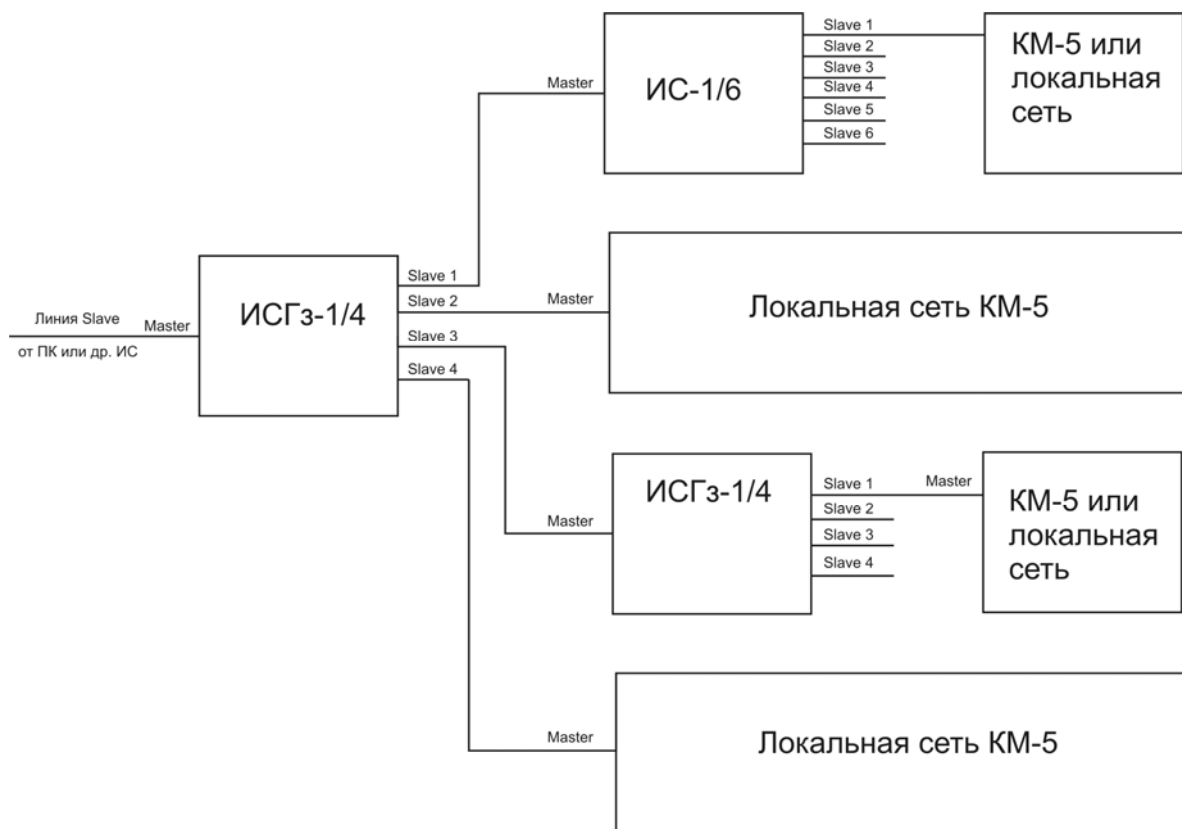 Slave 1
Slave 2
Slave 3
Slave 4
Slave 5
Slave 6
Master
ИС-1/6
КМ-5 или
локальная
сеть
Линия Slave
от ПК или др. ИС
Master
ИСГз-1/4
Slave 1
Slave 2
Slave 3
Slave 4
Master
Локальная сеть КМ-5
Master
ИСГз-1/4
Slave 1
Slave 2
Slave 3
Slave 4
Master
КМ-5 или
локальная
сеть
Master
Локальная сеть КМ-5